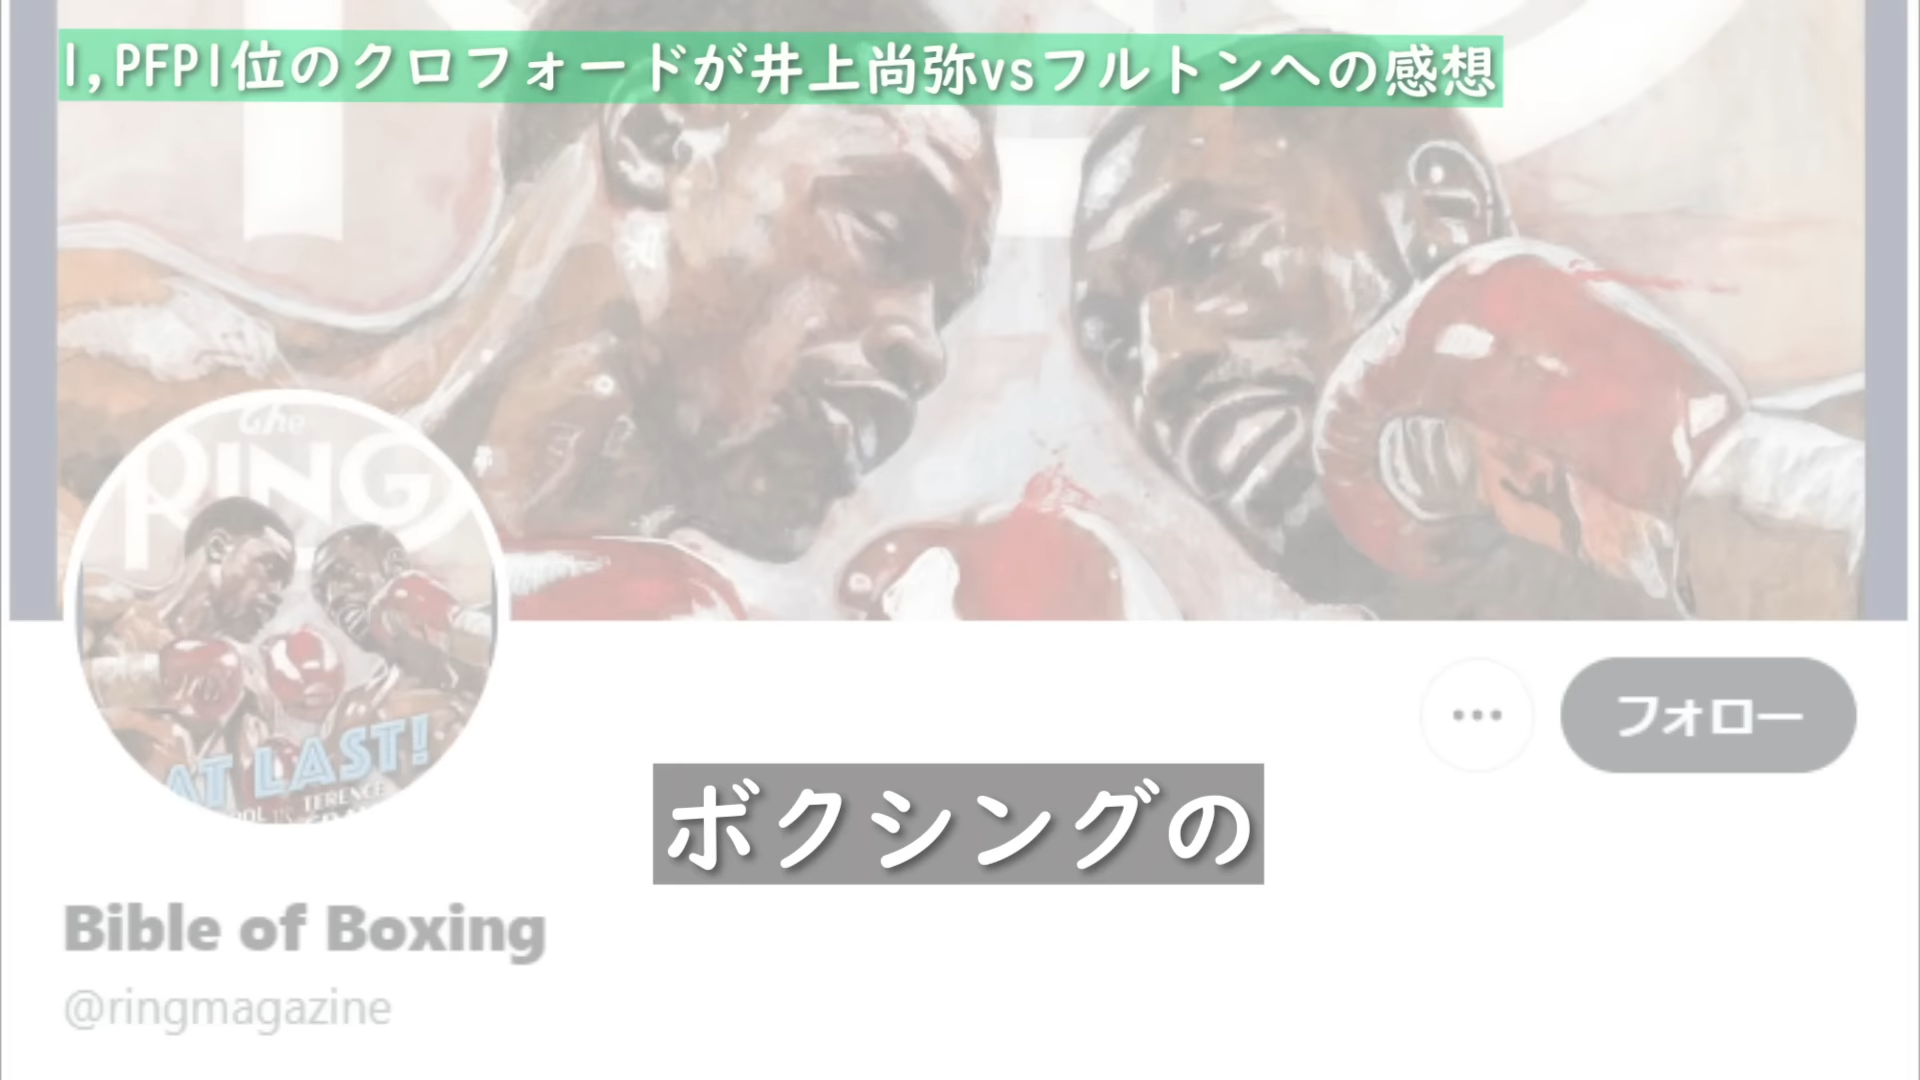 1,PFP1位のクロフォードが井上尚弥vsフルトンへの感想
The
RING
AT LAST!
TERENCE
フォロー
ボクシングの
Bible of Boxing
@ringmagazine